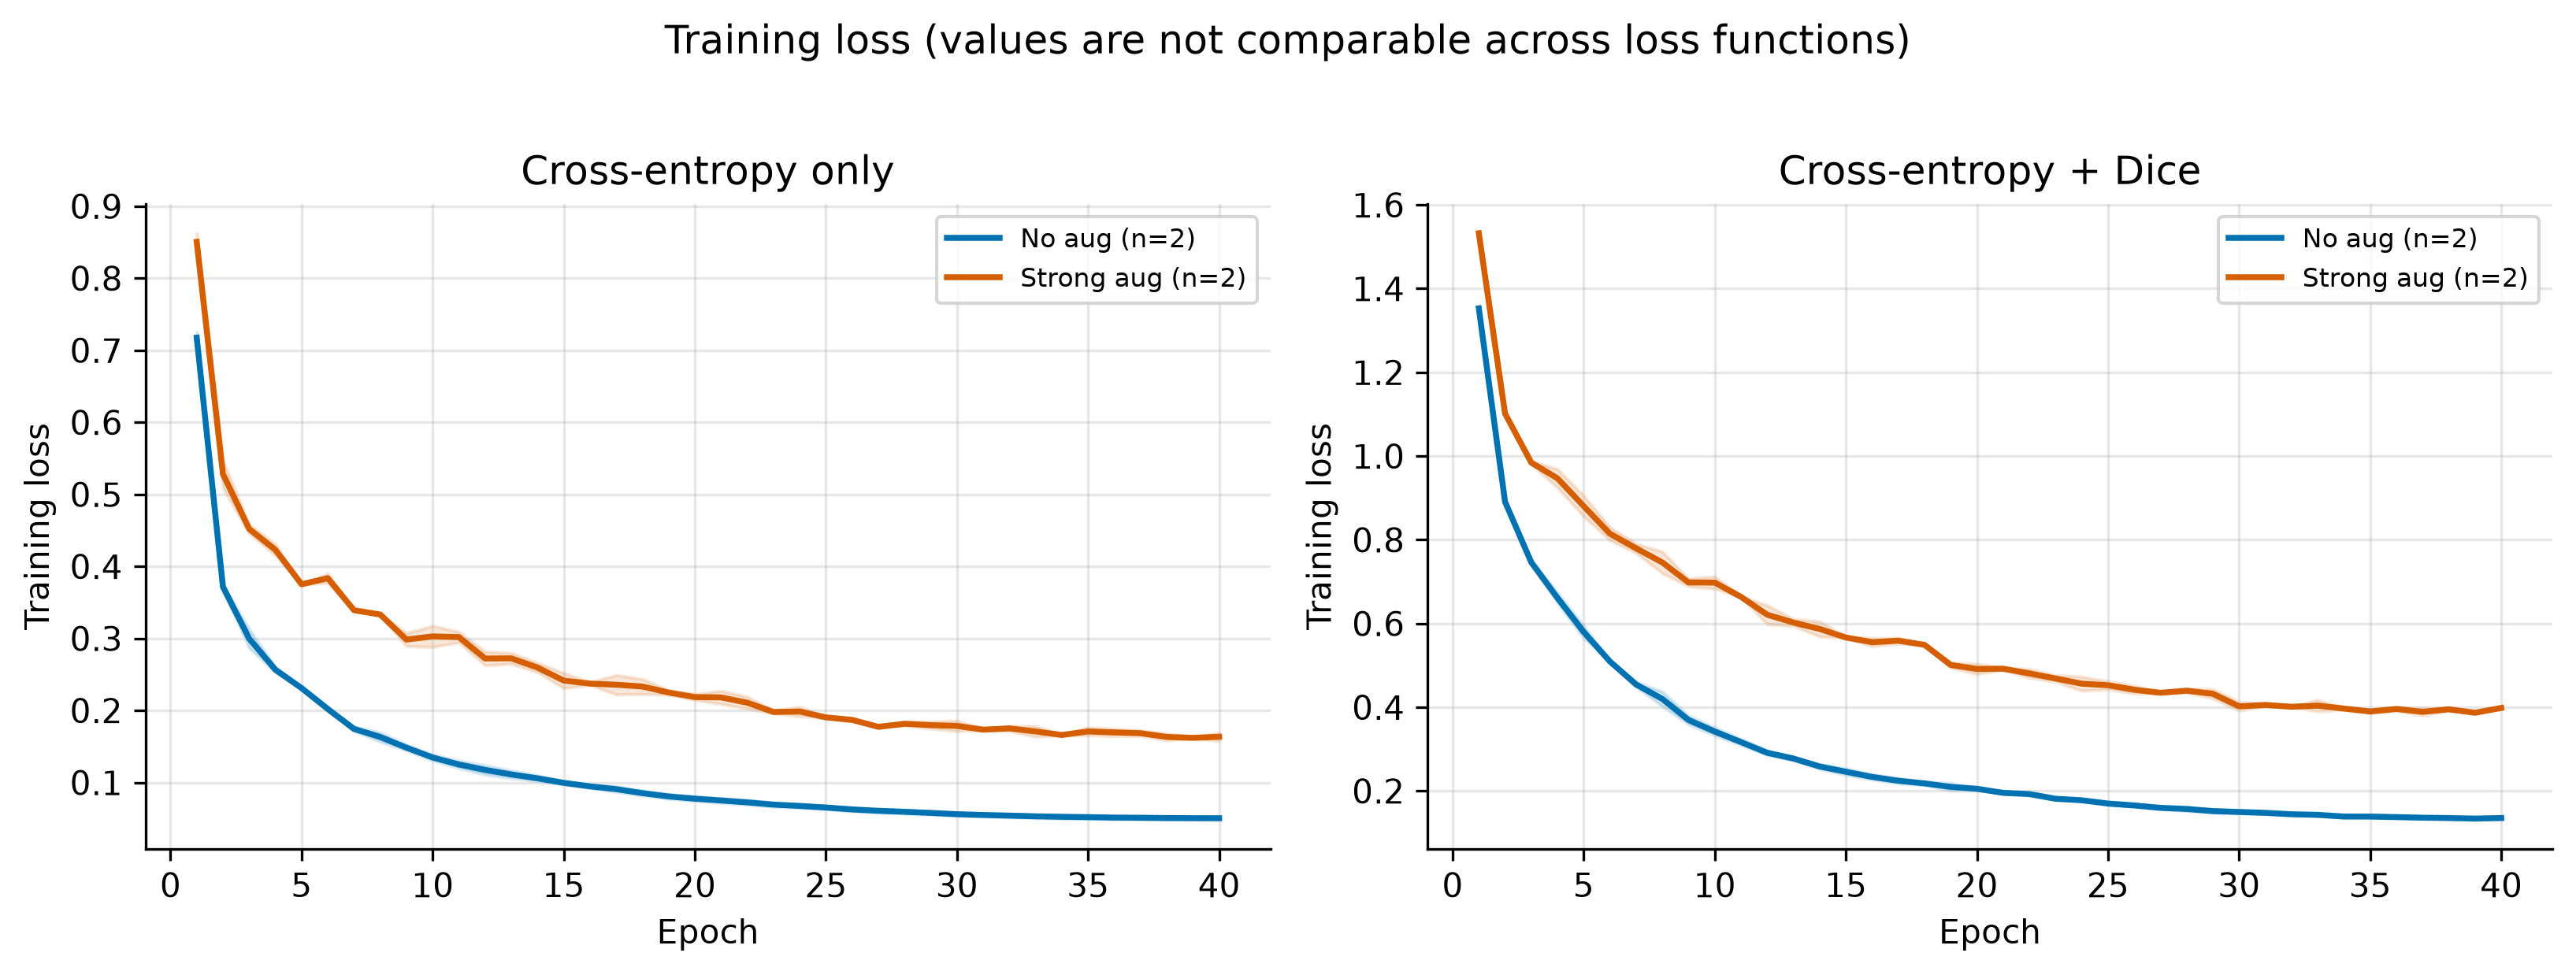 Training loss (values are not comparable across loss functions)
Cross-entropy only
0.9
0.8
0.7
0.6
0.5
0.4
0.3
0.2
0.1
Training loss
No aug (n=2)
Strong aug (n=2)
0 5 10 15 20 25 30 35 40
Epoch
Cross-entropy + Dice
1.6
1.4
1.2
1.0
0.8
0.6
0.4
0.2
Training loss
No aug (n=2)
Strong aug (n=2)
0 5 10 15 20 25 30 35 40
Epoch